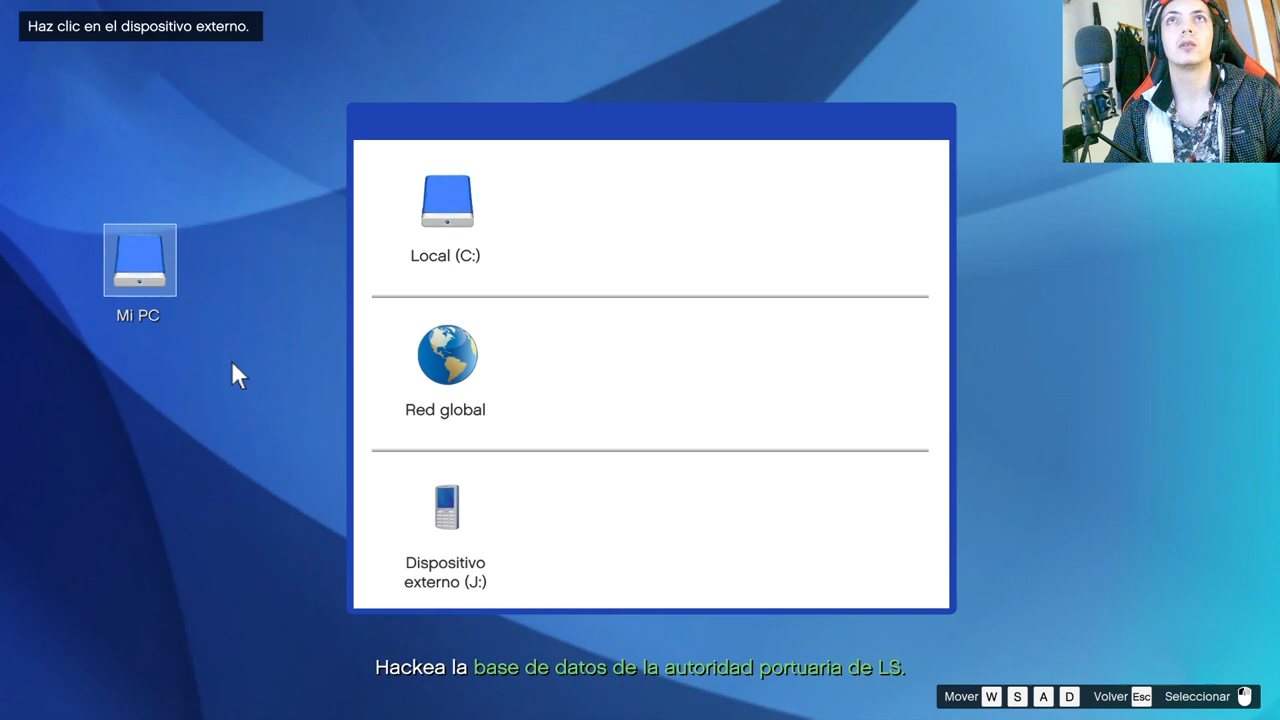 Haz clic en el dispositivo externo.
Mi PC
Local (C:)
Red global
Dispositivo
externo (J:)
Hackea la base de datos de la autoridad portuaria de LS.
Mover W S A D Volver Esc Seleccionar